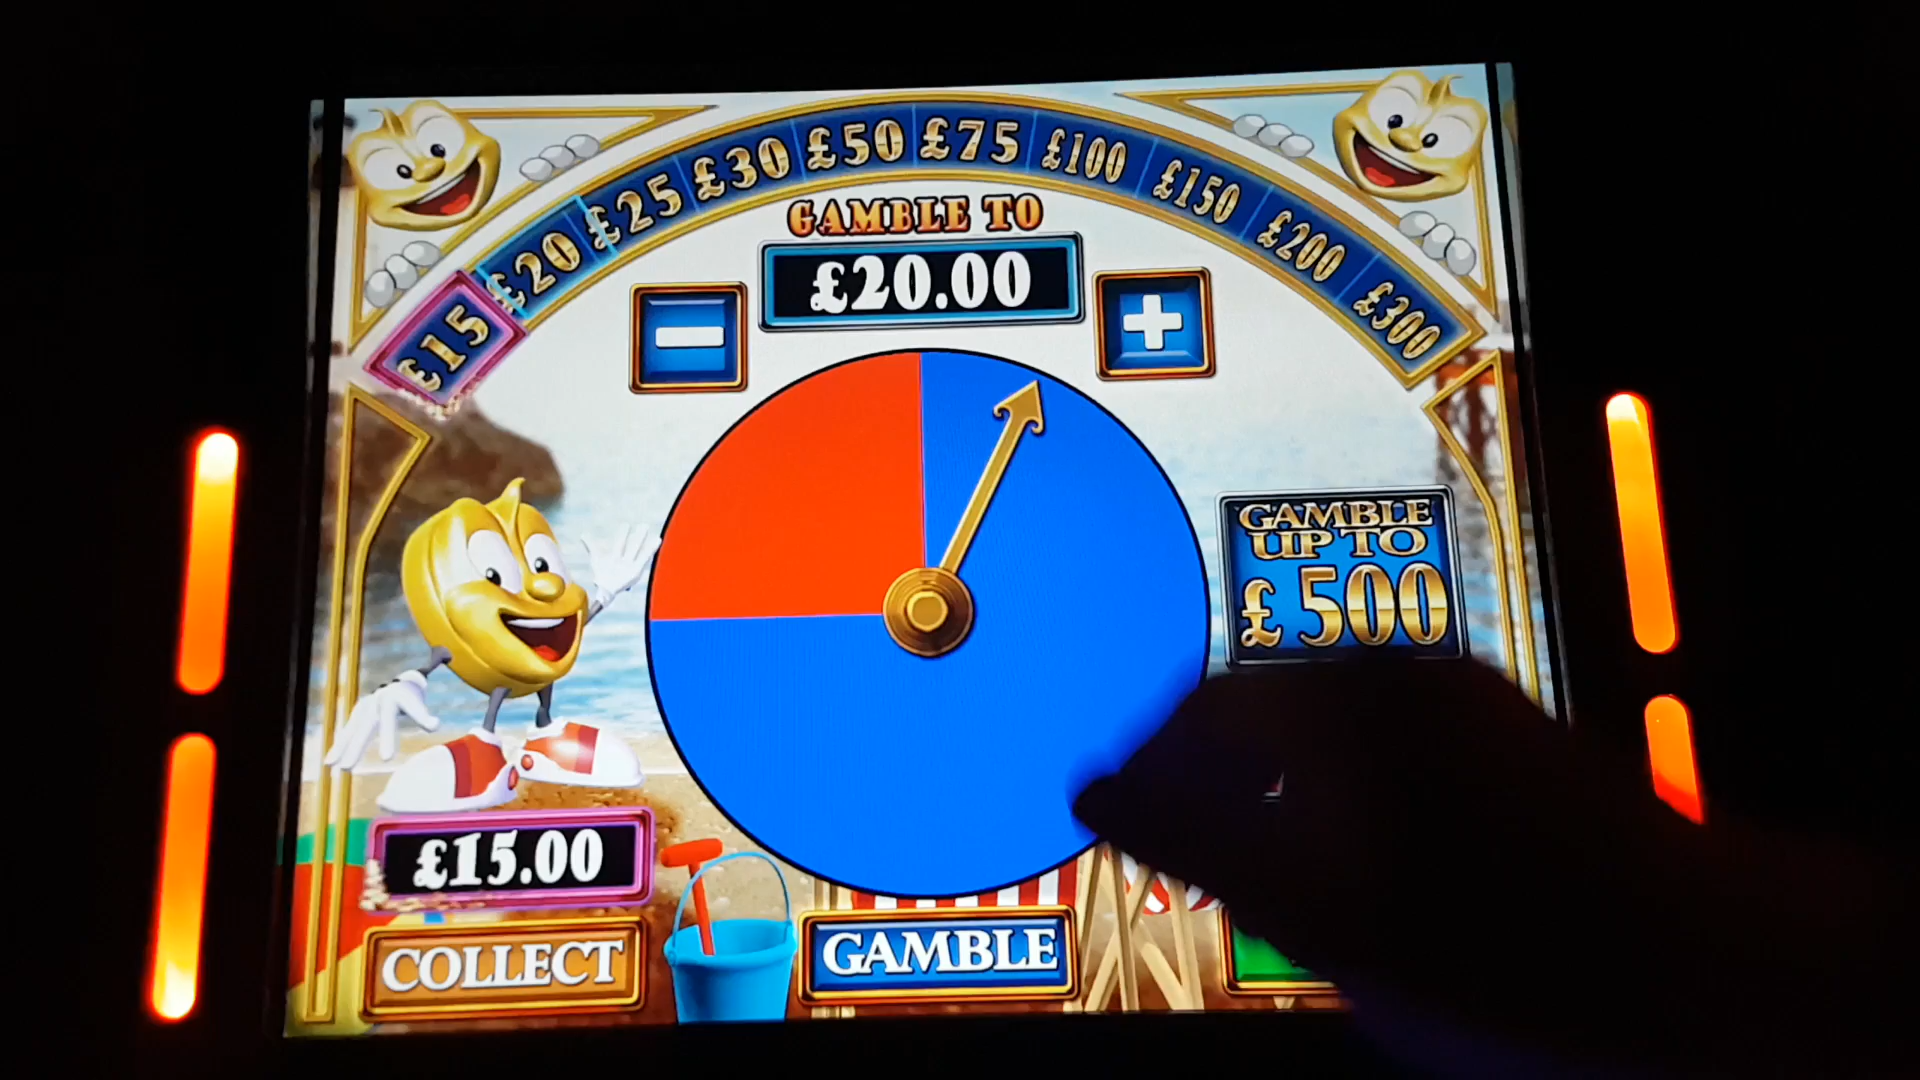 £15 £20 £25 £30 £50 £75 £100 £150 £200 £300
GAMBLE TO
£20.00
GAMBLE
UP TO
£500
£15.00
COLLECT
GAMBLE